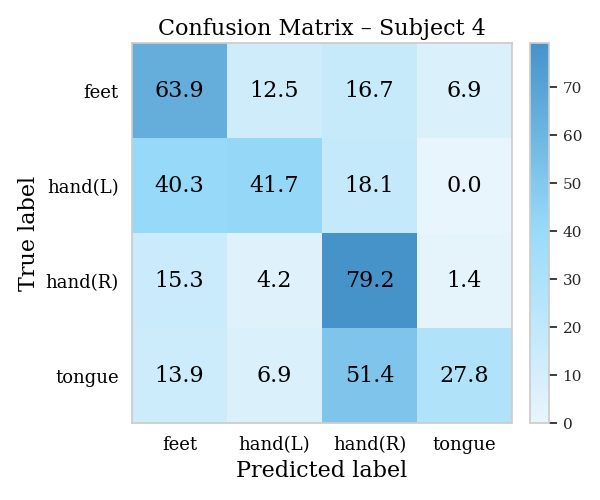 Confusion Matrix – Subject 4
feet 63.9 12.5 16.7 6.9
hand(L) 40.3 41.7 18.1 0.0
hand(R) 15.3 4.2 79.2 1.4
tongue 13.9 6.9 51.4 27.8
feet hand(L) hand(R) tongue
Predicted label
True label
70
60
50
40
30
20
10
0